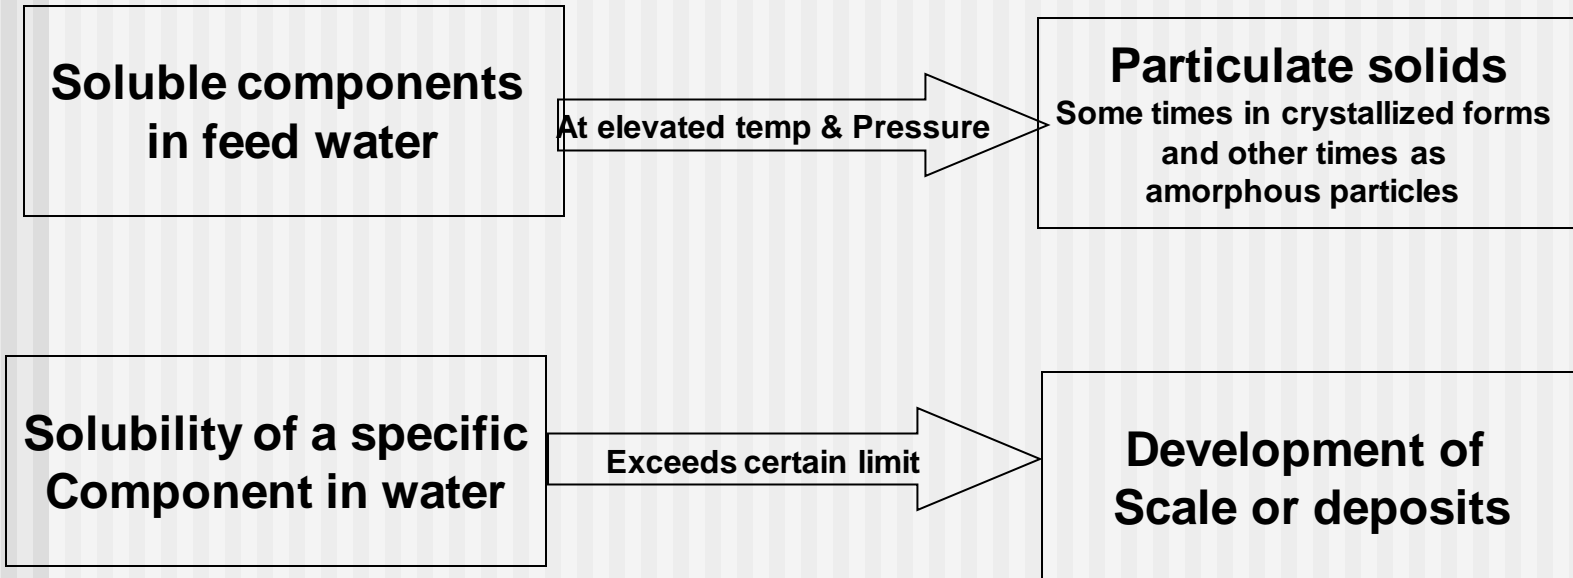 Soluble components
in feed water
At elevated temp & Pressure
Particulate solids
Some times in crystallized forms
and other times as
amorphous particles
Solubility of a specific
Component in water
Exceeds certain limit
Development of
Scale or deposits